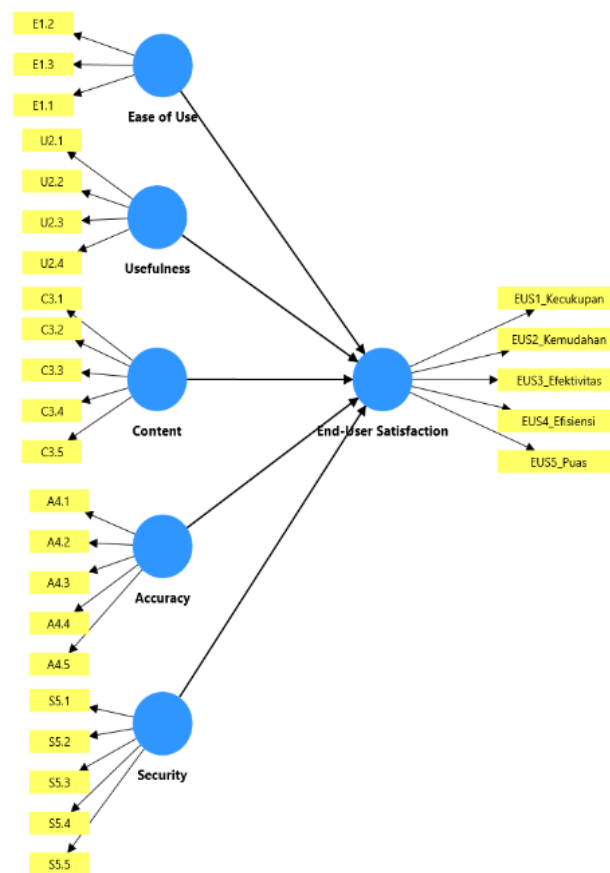 E1.2
E1.3
E1.1
Ease of Use
U2.1
U2.2
U2.3
U2.4
Usefulness
C3.1
C3.2
C3.3
C3.4
C3.5
Content
EUS1_Kecukupan
EUS2_Kemudahan
EUS3_Efektivitas
EUS4_Efisiensi
EUS5_Puas
End-User Satisfaction
A4.1
A4.2
A4.3
A4.4
A4.5
Accuracy
S5.1
S5.2
S5.3
S5.4
S5.5
Security